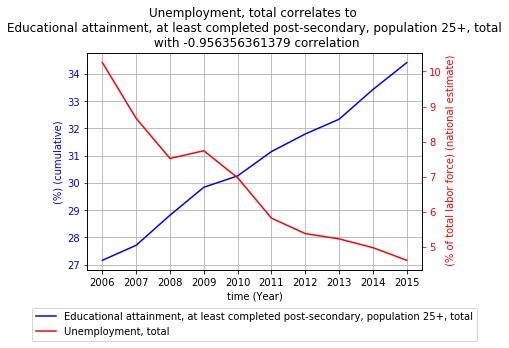 Unemployment, total correlates to
Educational attainment, at least completed post-secondary, population 25+, total
with -0.956356361379 correlation
34
33
32
31
30
29
28
27
(%) (cumulative)
10
9
8
7
6
5
(% of total labor force) (national estimate)
2006 2007 2008 2009 2010 2011 2012 2013 2014 2015
time (Year)
Educational attainment, at least completed post-secondary, population 25+, total
Unemployment, total